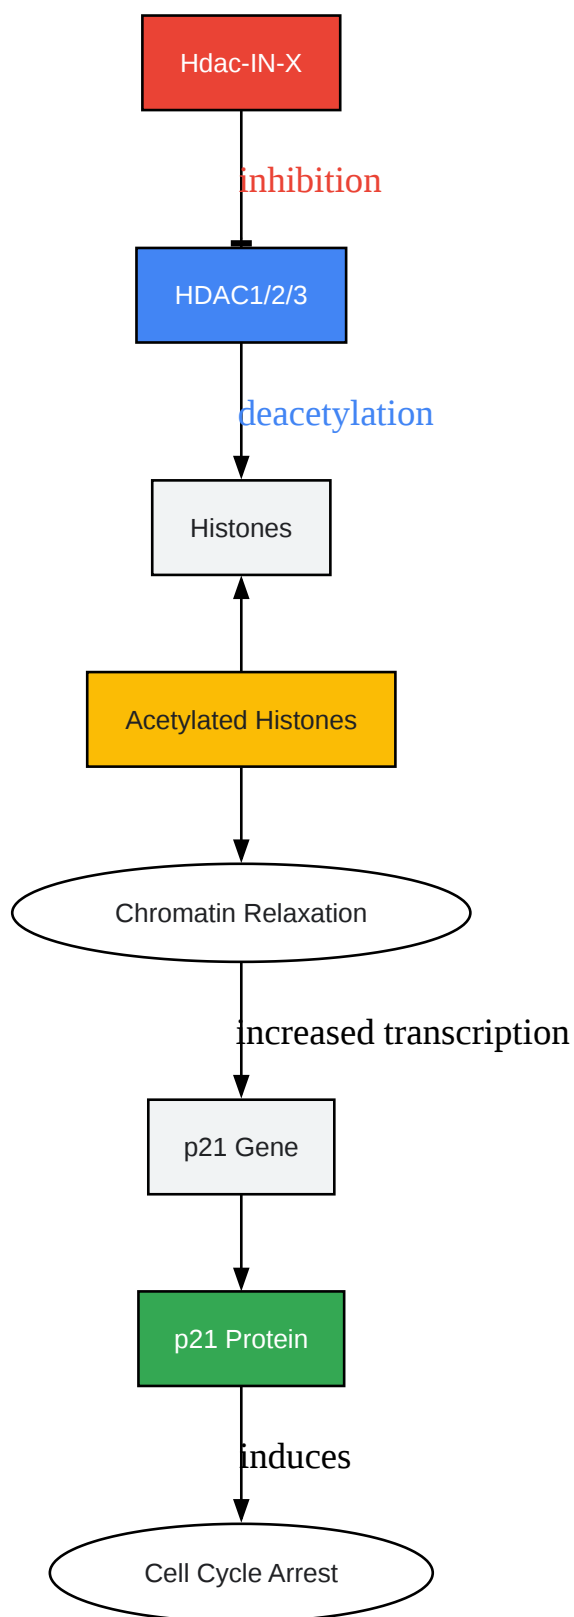 Hdac-IN-X
inhibition
HDAC1/2/3
deacetylation
Histones
Acetylated Histones
Chromatin Relaxation
increased transcription
p21 Gene
p21 Protein
induces
Cell Cycle Arrest